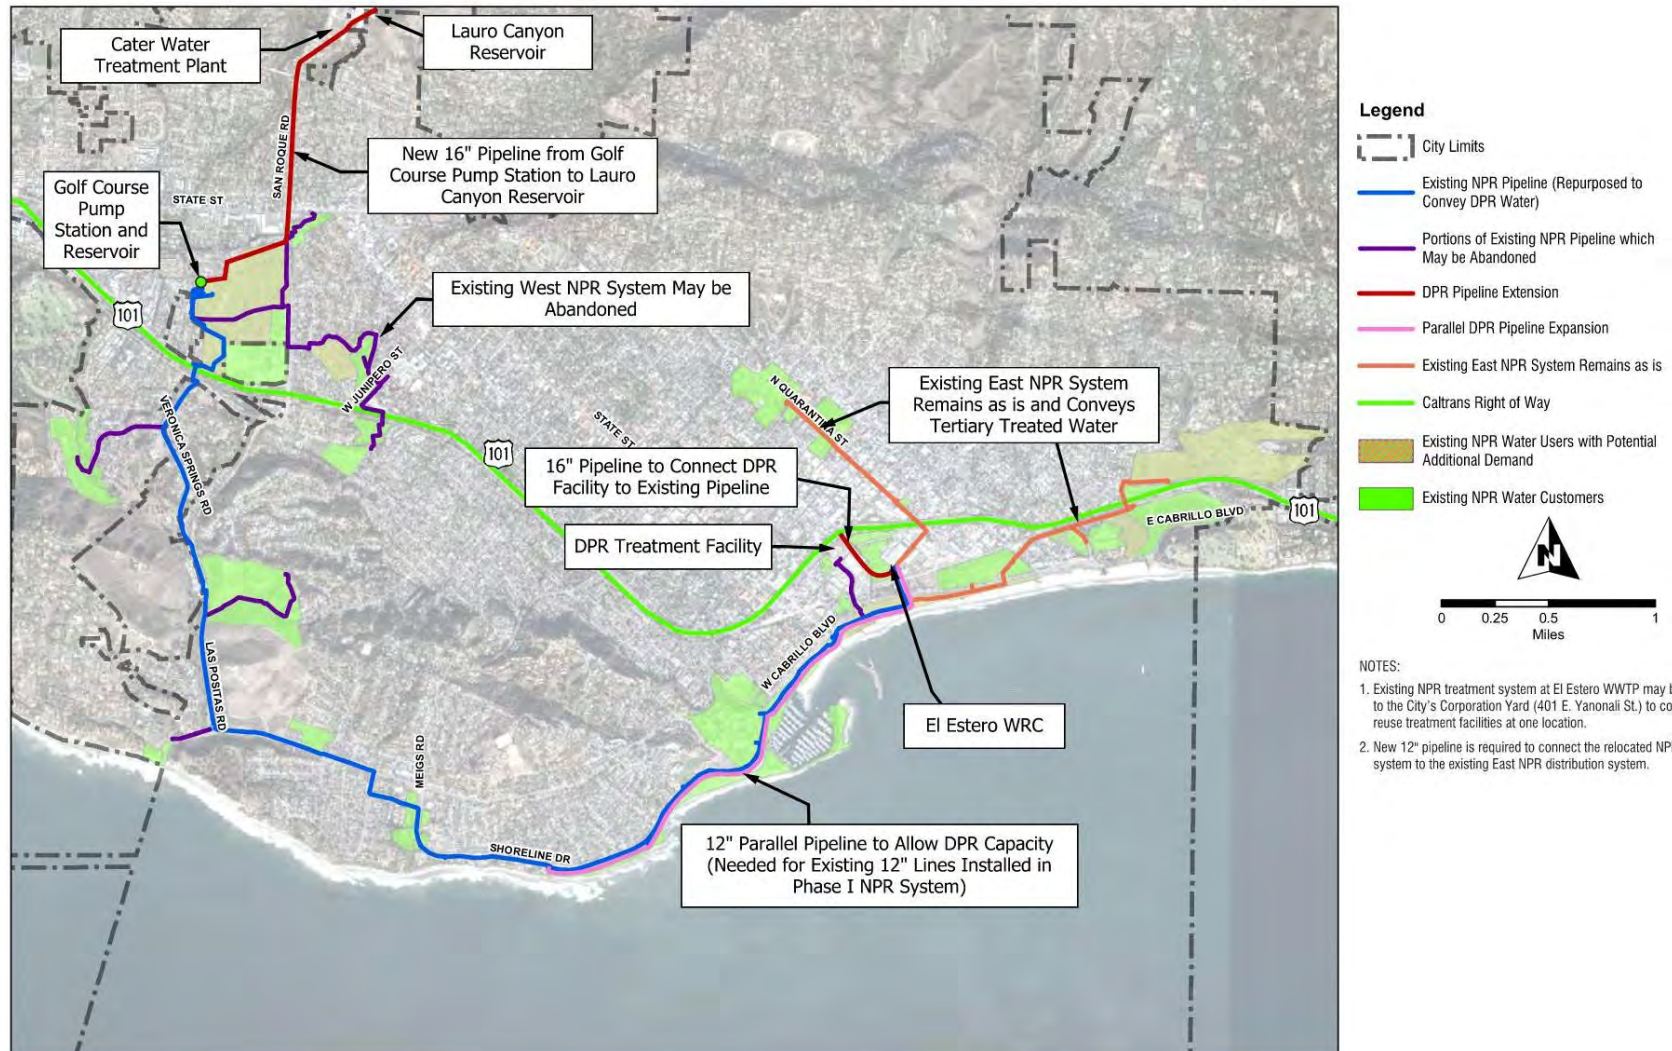 Cater Water
Treatment Plant
Lauro Canyon
Reservoir
SAN ROQUE RD
New 16" Pipeline from Golf
Course Pump Station to Lauro
Canyon Reservoir
Golf Course
Pump
Station and
Reservoir
STATE ST
101
Existing West NPR System May be
Abandoned
W JUNIPERO ST
VERONICA SPRINGS RD
N QUARANTINA ST
STATE ST
101
Existing East NPR System
Remains as is and Conveys
Tertiary Treated Water
16" Pipeline to Connect DPR
Facility to Existing Pipeline
DPR Treatment Facility
E CABRILLO BLVD
101
LAS POSITAS RD
W CABRILLO BLVD
El Estero WRC
MEIGS RD
SHORELINE DR
12" Parallel Pipeline to Allow DPR Capacity
(Needed for Existing 12" Lines Installed in
Phase I NPR System)
Legend
City Limits
Existing NPR Pipeline (Repurposed to
Convey DPR Water)
Portions of Existing NPR Pipeline which
May be Abandoned
DPR Pipeline Extension
Parallel DPR Pipeline Expansion
Existing East NPR System Remains as is
Caltrans Right of Way
Existing NPR Water Users with Potential
Additional Demand
Existing NPR Water Customers
N
0 0.25 0.5 1
Miles
NOTES:
1. Existing NPR treatment system at El Estero WWTP may b
to the City's Corporation Yard (401 E. Yanonali St.) to co
reuse treatment facilities at one location.
2. New 12" pipeline is required to connect the relocated NP
system to the existing East NPR distribution system.